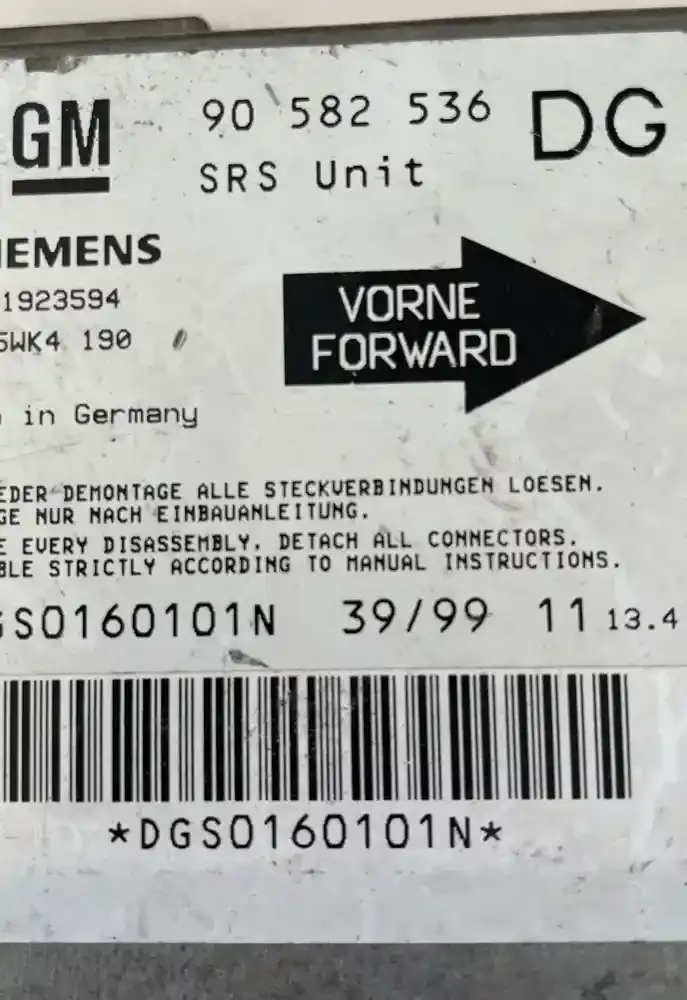 GM 90 582 536 DG
SRS Unit
IEMENS
1923594
VORNE
5WK4 190
FORWARD
in Germany
EDER DEMONTAGE ALLE STECKVERBINDUNGEN LOESEN.
GE NUR NACH EINBAUANLEITUNG.
E EVERY DISASSEMBLY, DETACH ALL CONNECTORS.
BLE STRICTLY ACCORDING TO MANUAL INSTRUCTIONS.
GS0160101N 39/99 11 13.4
*DGS0160101N*